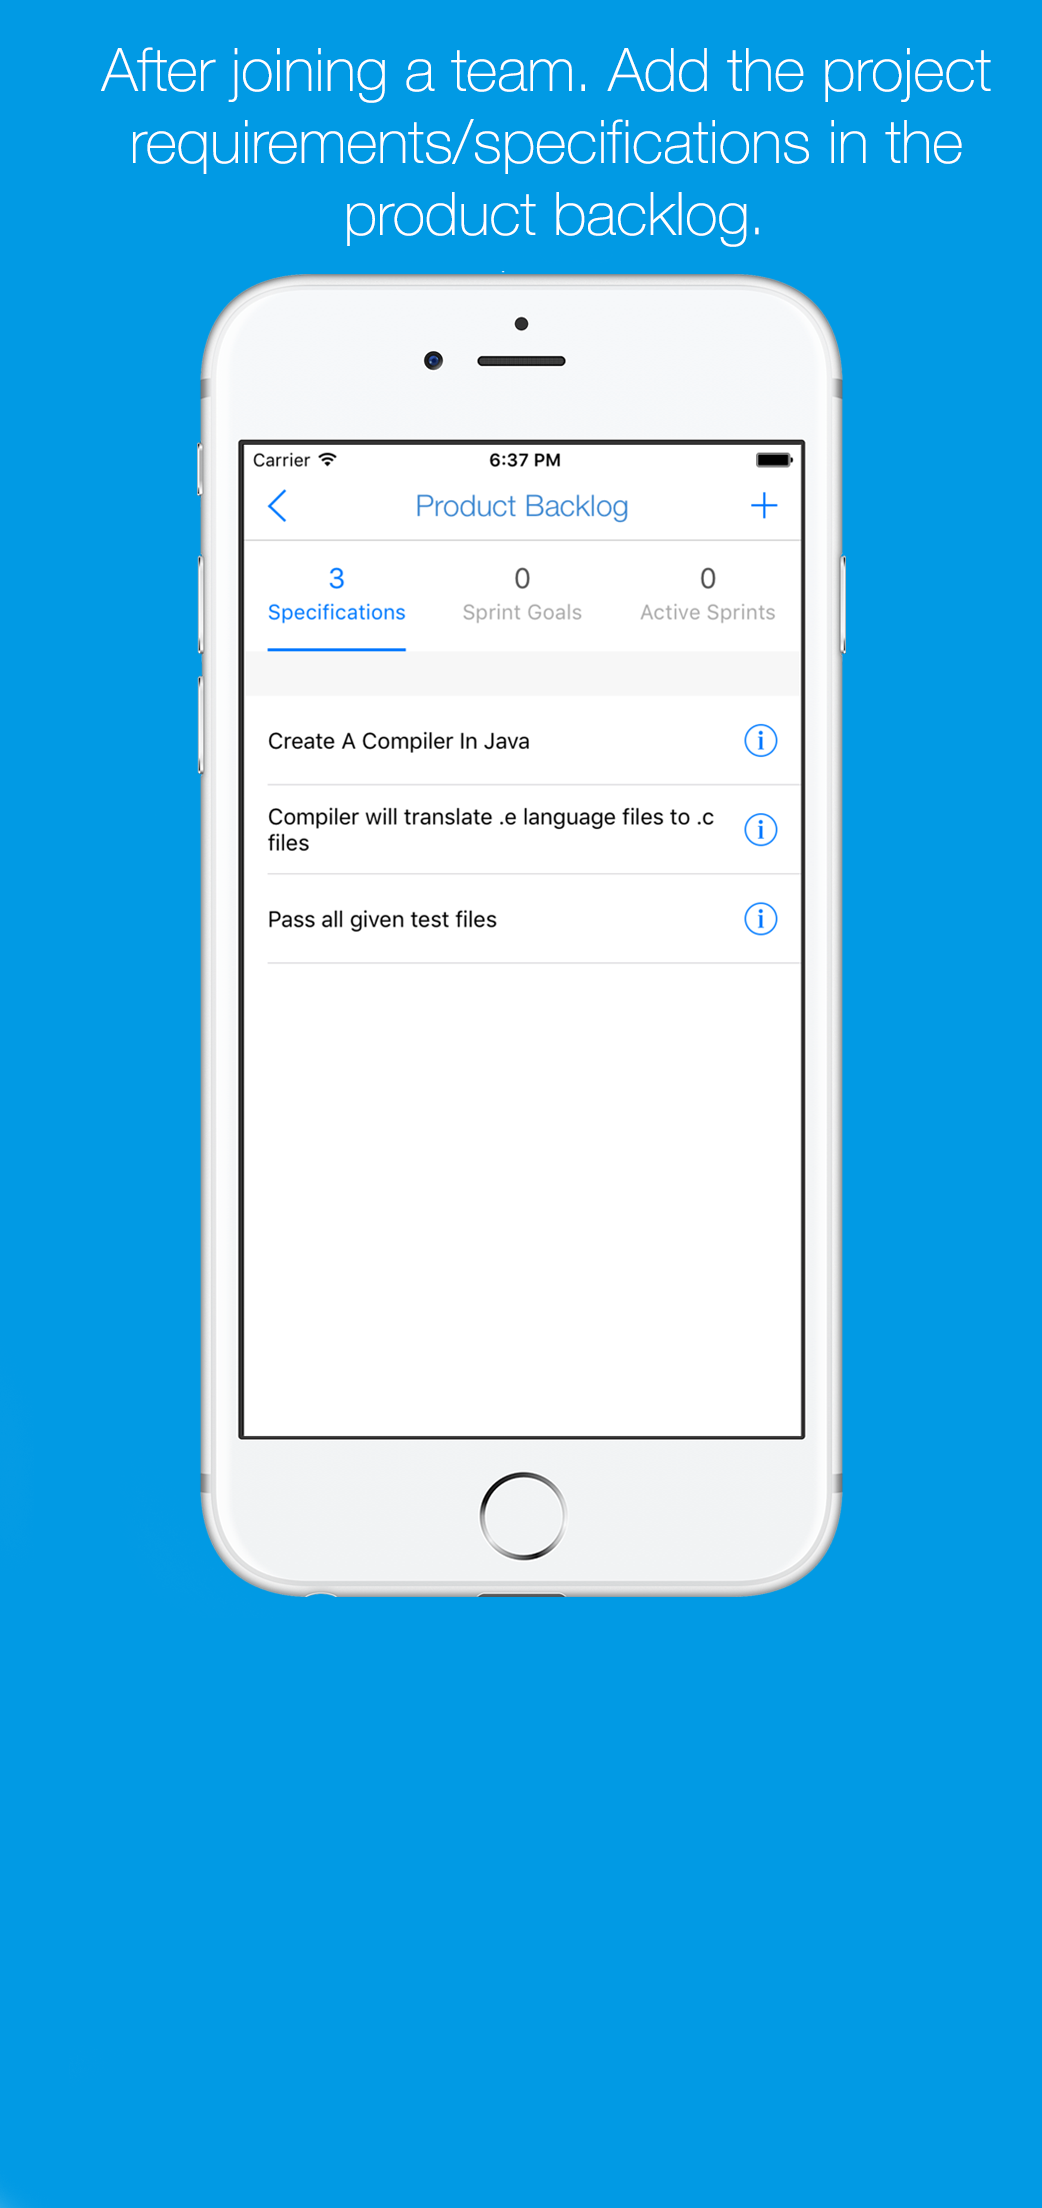 After joining a team. Add the project
requirements/specifications in the
product backlog.
Carrier 6:37 PM
Product Backlog
3 0 0
Specifications Sprint Goals Active Sprints
Create A Compiler In Java
Compiler will translate .e language files to .c
files
Pass all given test files